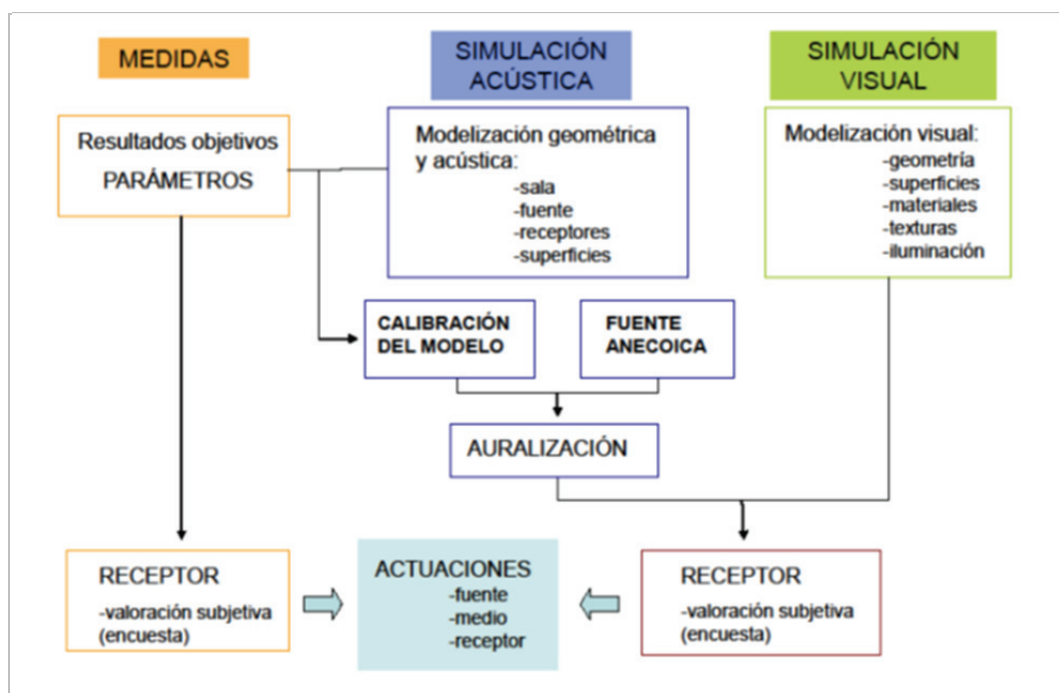 MEDIDAS
SIMULACIÓN
ACÚSTICA
SIMULACIÓN
VISUAL
Resultados objetivos
PARÁMETROS
Modelización geométrica
y acústica:
-sala
-fuente
-receptores
-superficies
Modelización visual:
-geometría
-superficies
-materiales
-texturas
-iluminación
CALIBRACIÓN
DEL MODELO
FUENTE
ANECOICA
AURALIZACIÓN
RECEPTOR
-valoración subjetiva
(encuesta)
ACTUACIONES
-fuente
-medio
-receptor
RECEPTOR
-valoración subjetiva
(encuesta)